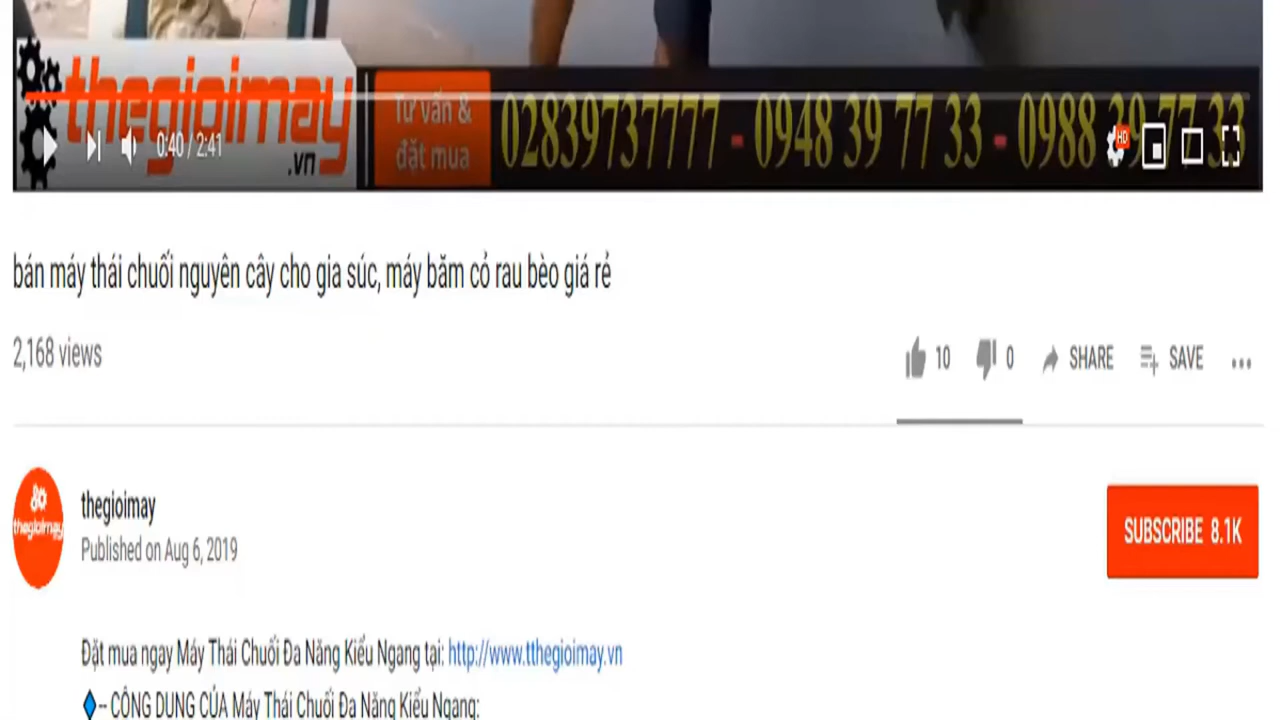 thegioimay
.vn
Tư vấn &
đặt mua
02839737777 - 0948 39 77 33 - 0988 39 77 33
0:40 / 2:41
HD
bán máy thái chuối nguyên cây cho gia súc, máy băm cỏ rau bèo giá rẻ
2,168 views
10 0 SHARE SAVE
thegioimay
thegioimay
Published on Aug 6, 2019
SUBSCRIBE 8.1K
Đặt mua ngay Máy Thái Chuối Đa Năng Kiểu Ngang tại: http://www.tthegioimay.vn
-- CÔNG DỤNG CỦA Máy Thái Chuối Đa Năng Kiểu Ngang: